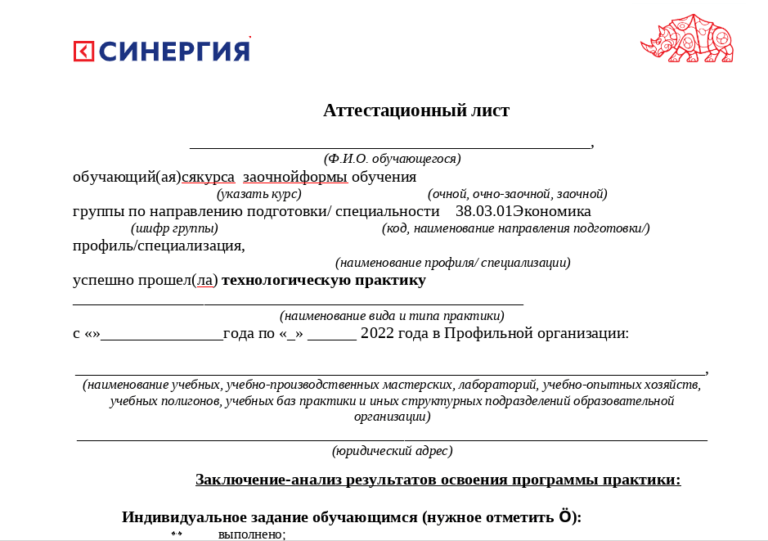 СИНЕРГИЯ
Аттестационный лист
__________________________________________________,
(Ф.И.О. обучающегося)
обучающий(ая)сякурса заочнойформы обучения
(указать курс) (очной, очно-заочной, заочной)
группы по направлению подготовки/ специальности 38.03.01Экономика
(шифр группы) (код, наименование направления подготовки/)
профиль/специализация,
(наименование профиля/ специализации)
успешно прошел(ла) технологическую практику
________________________________________________________
(наименование вида и типа практики)
с «»_______________года по «_» ______ 2022 года в Профильной организации:
______________________________________________________________________________,
(наименование учебных, учебно-производственных мастерских, лабораторий, учебно-опытных хозяйств,
учебных полигонов, учебных баз практики и иных структурных подразделений образовательной
организации)
______________________________________________________________________________
(юридический адрес)
Заключение-анализ результатов освоения программы практики:
Индивидуальное задание обучающимся (нужное отметить Ö):
выполнено;